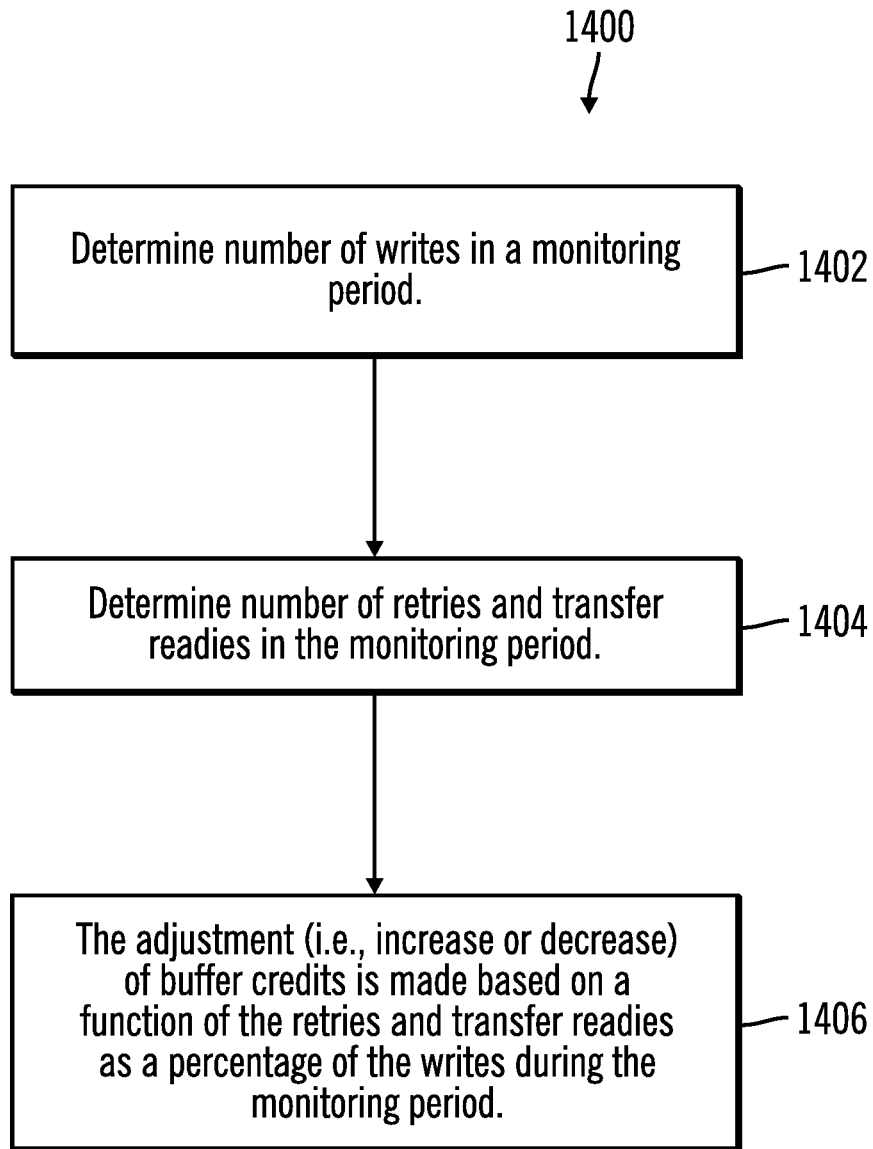 1400
Determine number of writes in a monitoring
period.
1402
Determine number of retries and transfer
readies in the monitoring period.
1404
The adjustment (i.e., increase or decrease)
of buffer credits is made based on a
function of the retries and transfer readies
as a percentage of the writes during the
monitoring period.
1406